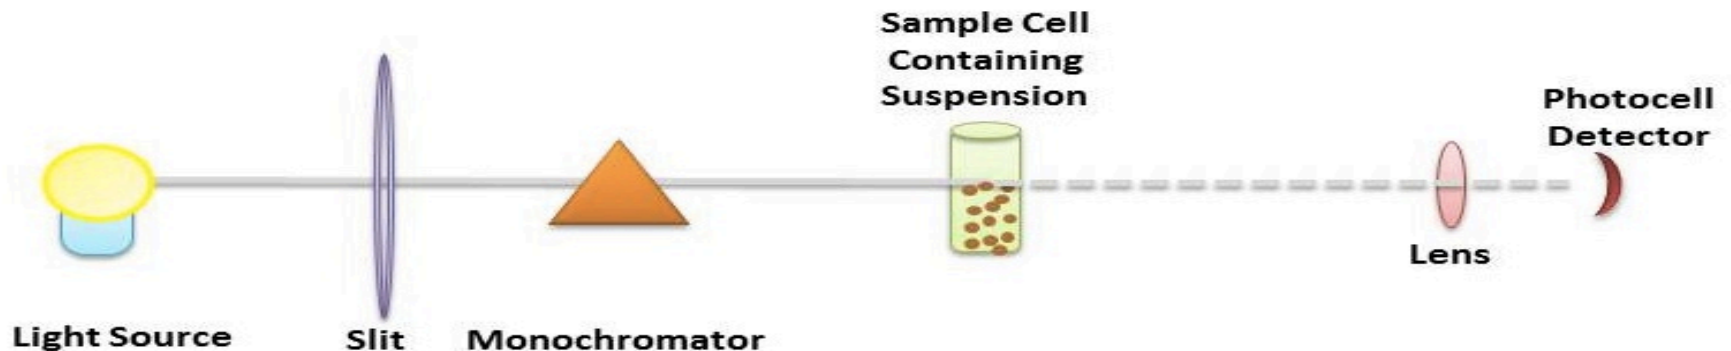 Sample Cell
Containing
Suspension
Photocell
Detector
Lens
Light Source
Slit
Monochromator